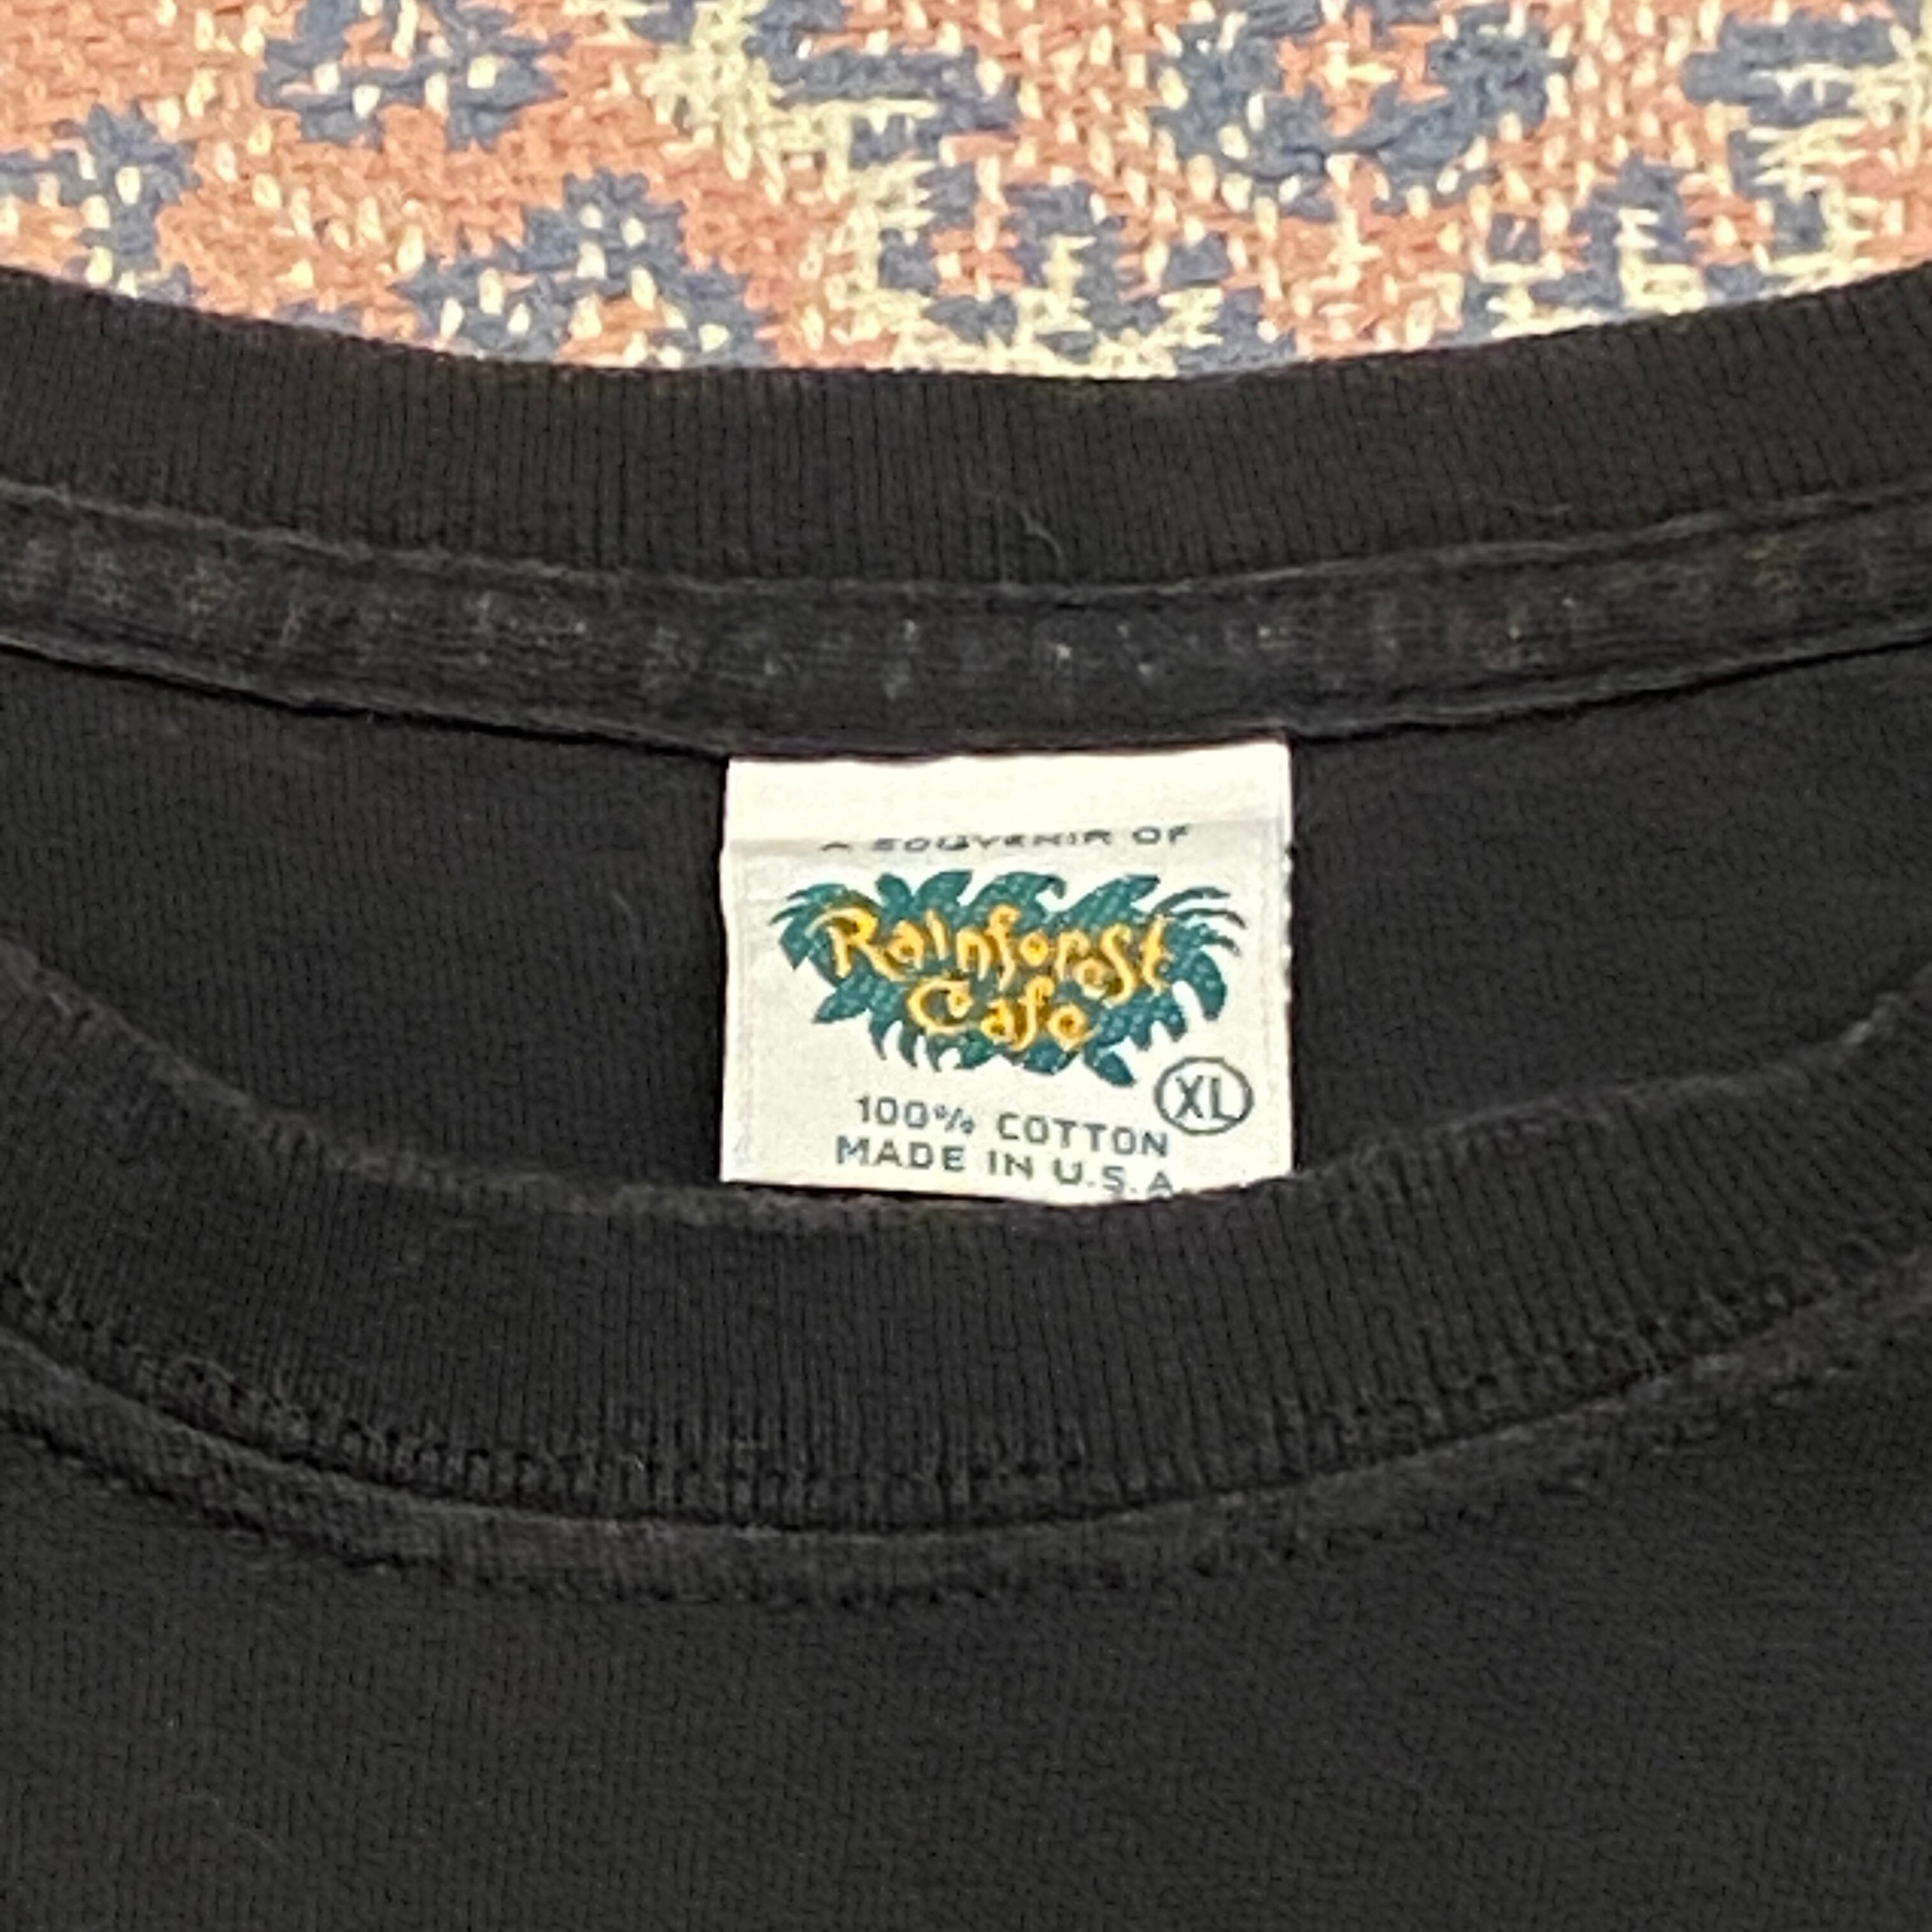 A SOUVENIR OF
Rainforest
Cafe
XL
100% COTTON
MADE IN U.S.A